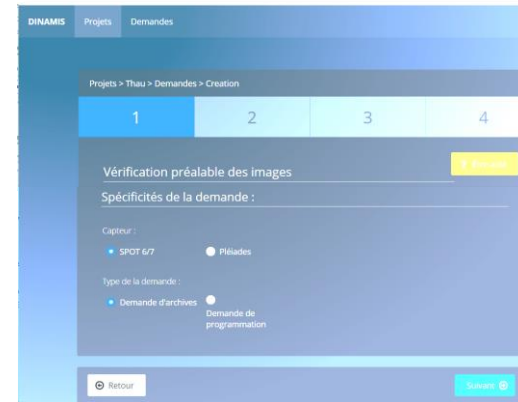 DINAMIS Projets Demandes
Projets > Thau > Demandes > Creation
1 2 3 4
Vérification préalable des images
Spécificités de la demande :
Capteur :
SPOT 6/7 Pléiades
Type de la demande :
Demande d'archives
Demande de
programmation
Retour Suivant